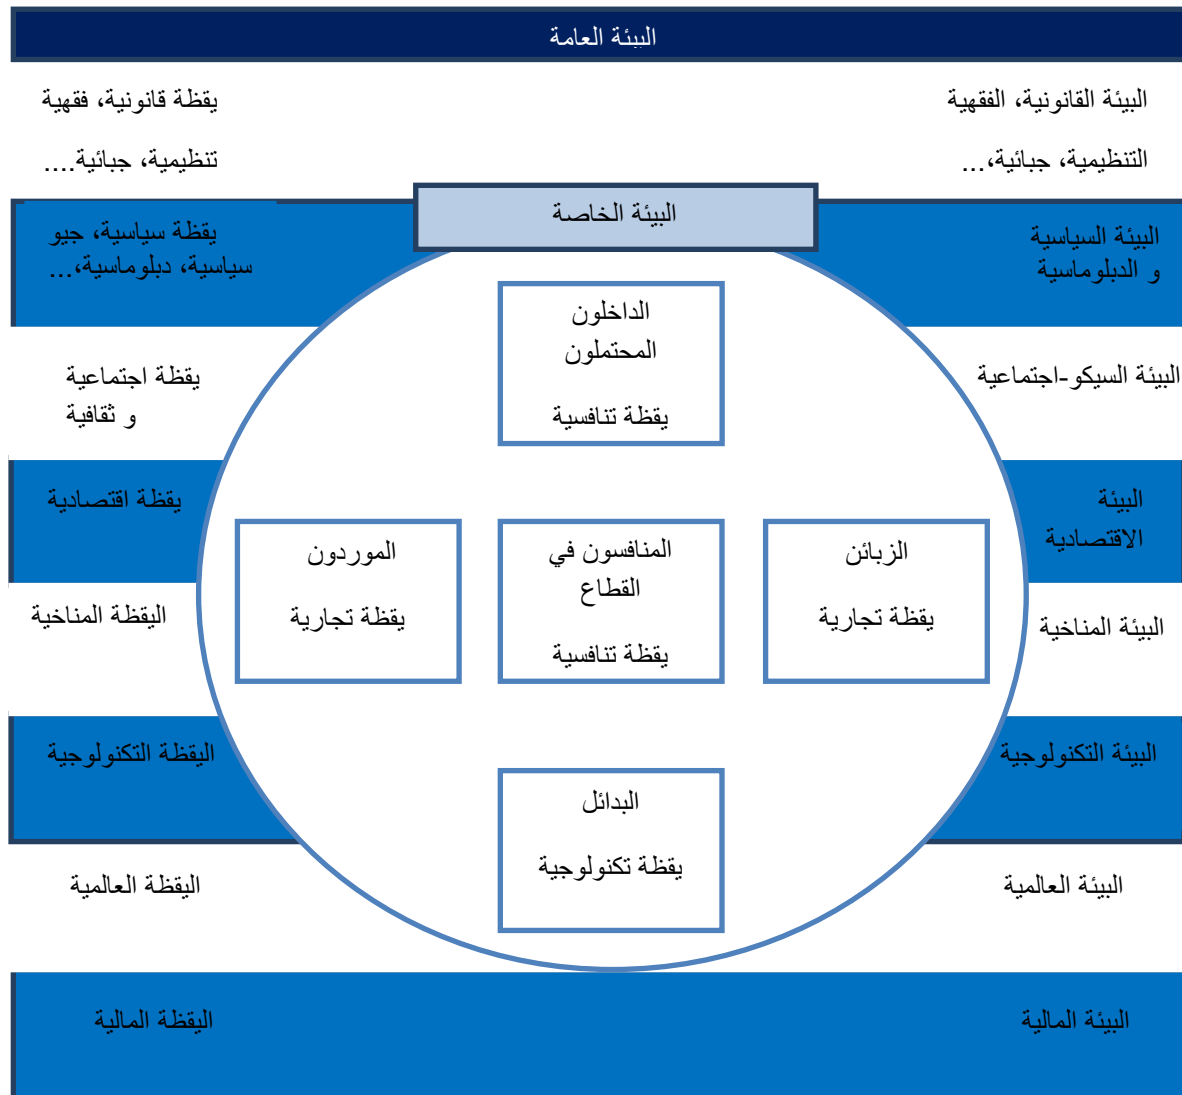 البيئة العامة
البيئة القانونية، الفقهية
التنظيمية، جبائية،...
يقظة قانونية، فقهية
تنظيمية، جبائية....
البيئة الخاصة
البيئة السياسية
و الدبلوماسية
يقظة سياسية، جيو
سياسية، دبلوماسية،...
الداخلون
المحتملون
يقظة تنافسية
البيئة السيكو-اجتماعية
يقظة اجتماعية
و ثقافية
البيئة
الاقتصادية
يقظة اقتصادية
الزبائن
يقظة تجارية
المنافسون في
القطاع
يقظة تنافسية
الموردون
يقظة تجارية
البيئة المناخية
اليقظة المناخية
البيئة التكنولوجية
اليقظة التكنولوجية
البدائل
يقظة تكنولوجية
البيئة العالمية
اليقظة العالمية
البيئة المالية
اليقظة المالية